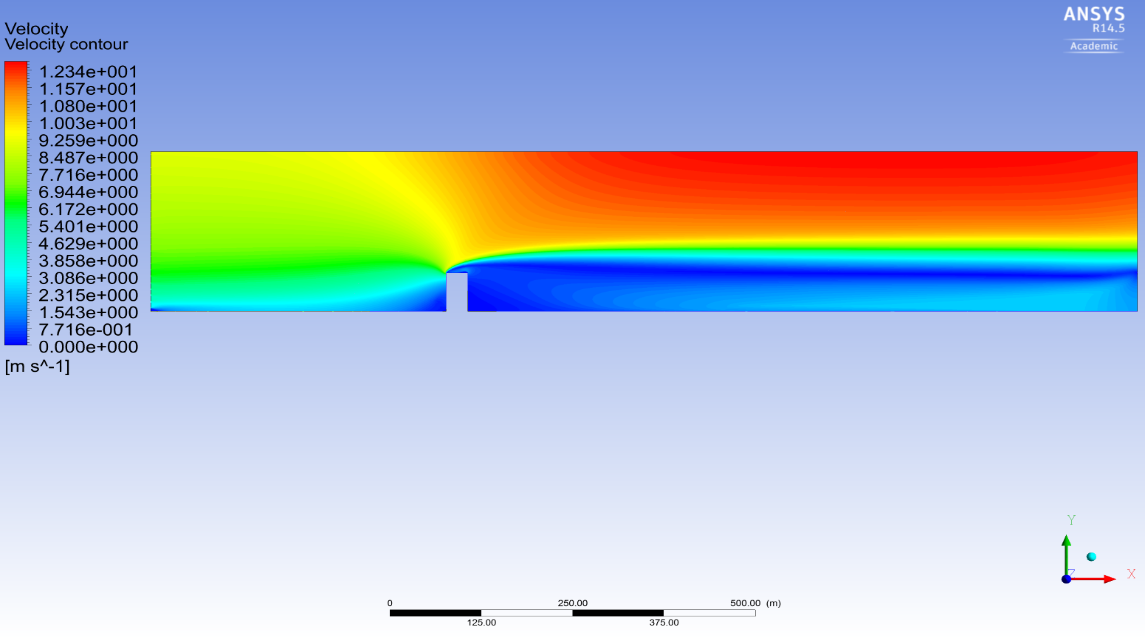 Velocity
Velocity contour
1.234e+001
1.157e+001
1.080e+001
1.003e+001
9.259e+000
8.487e+000
7.716e+000
6.944e+000
6.172e+000
5.401e+000
4.629e+000
3.858e+000
3.086e+000
2.315e+000
1.543e+000
7.716e-001
0.000e+000
[m s^-1]
ANSYS
R14.5
Academic
Y
Z
X
0 250.00 500.00 (m)
125.00 375.00